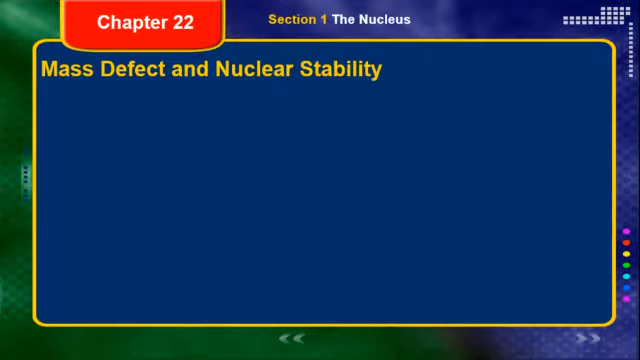 Chapter 22
Section 1 The Nucleus
Mass Defect and Nuclear Stability